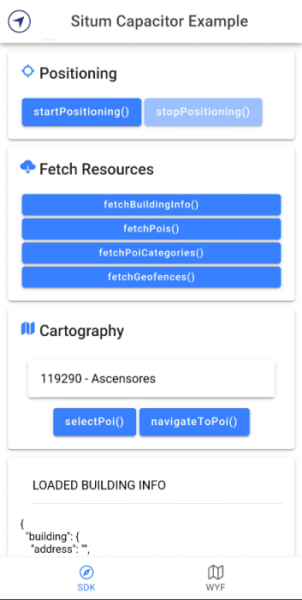 Situm Capacitor Example
Positioning
startPositioning() stopPositioning()
Fetch Resources
fetchBuildingInfo()
fetchPois()
fetchPoiCategories()
fetchGeofences()
Cartography
119290 - Ascensores
selectPoi() navigateToPoi()
LOADED BUILDING INFO
{
"building": {
"address": "",
SDK WYF